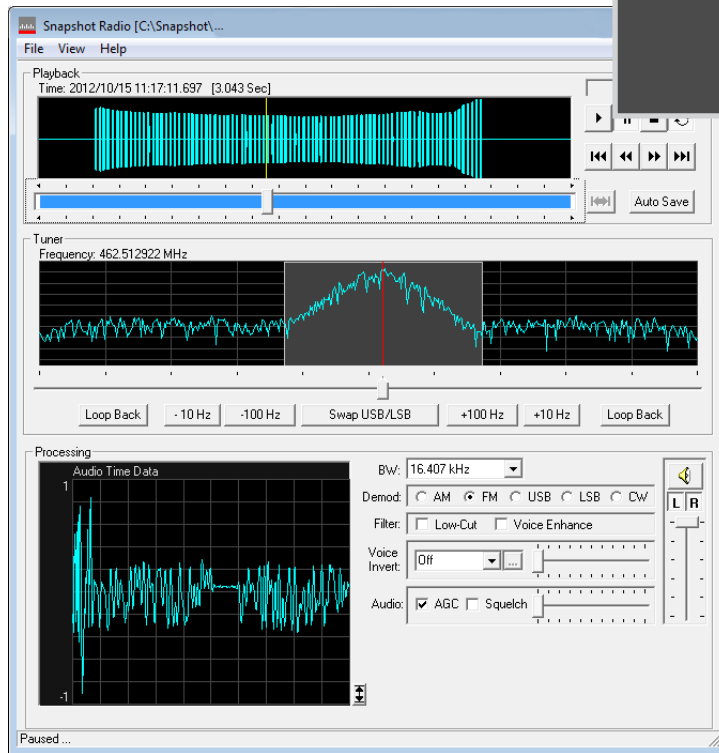 Snapshot Radio [C:\Snapshot\...
File View Help
Playback
Time: 2012/10/15 11:17:11.697 [3.043 Sec]
Auto Save
Tuner
Frequency: 462.512922 MHz
Loop Back - 10 Hz -100 Hz Swap USB/LSB +100 Hz +10 Hz Loop Back
Processing
Audio Time Data
1
-1
BW: 16.407 kHz
Demod: AM FM USB LSB CW
Filter: Low-Cut Voice Enhance
Voice
Invert: Off ...
Audio: AGC Squelch
L R
Paused ...